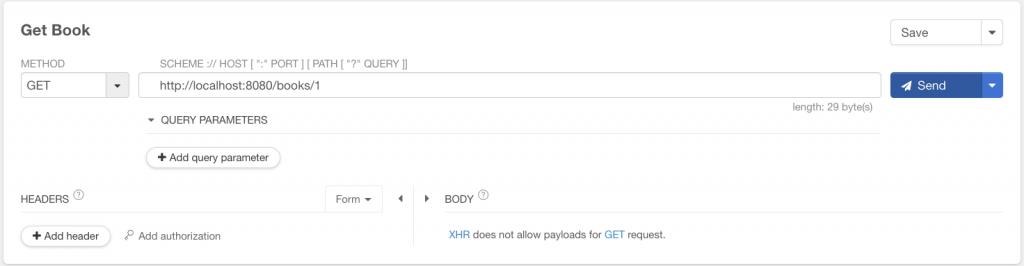 Get Book
Save
METHOD
SCHEME :// HOST [ ":" PORT ] [ PATH [ "?" QUERY ]]
GET
http://localhost:8080/books/1
Send
length: 29 byte(s)
QUERY PARAMETERS
+ Add query parameter
HEADERS ?
Form
BODY ?
+ Add header
Add authorization
XHR does not allow payloads for GET request.